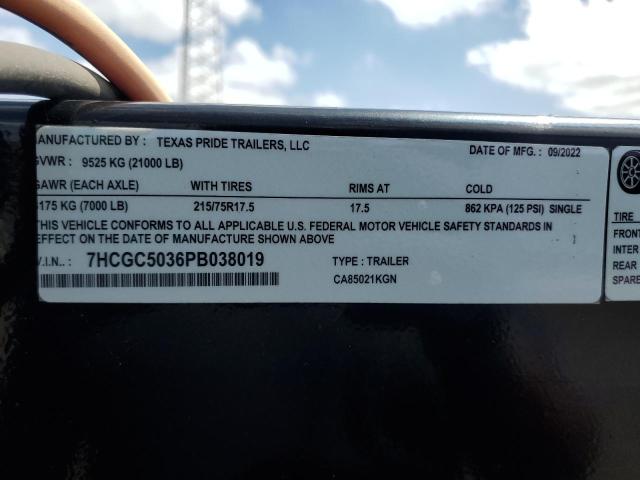 ANUFACTURED BY : TEXAS PRIDE TRAILERS, LLC DATE OF MFG. : 09/2022
GVWR : 9525 KG (21000 LB)
GAWR (EACH AXLE) WITH TIRES RIMS AT COLD
3175 KG (7000 LB) 215/75R17.5 17.5 862 KPA (125 PSI) SINGLE
THIS VEHICLE CONFORMS TO ALL APPLICABLE U.S. FEDERAL MOTOR VEHICLE SAFETY STANDARDS IN
EFFECT ON THE DATE OF MANUFACTURE SHOWN ABOVE
V.I.N.. : 7HCGC5036PB038019 TYPE : TRAILER
CA85021KGN
TIRE
FRONT
INTER
REAR
SPARE